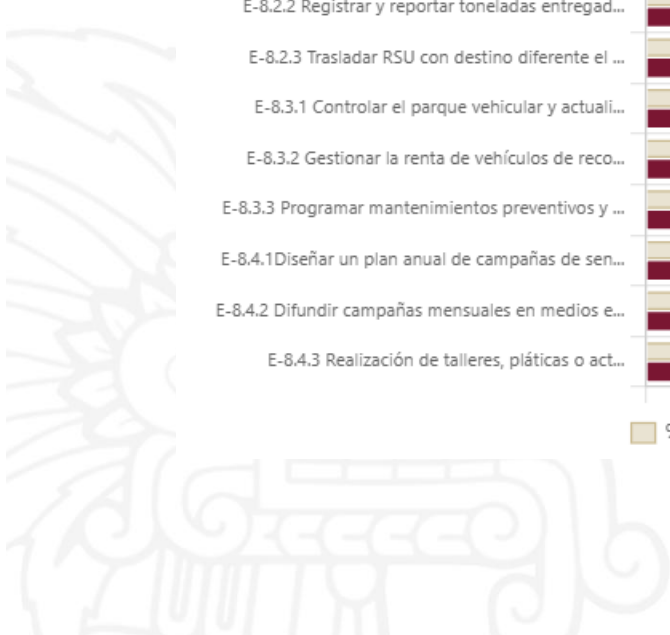 E-8.2.2 Registrar y reportar toneladas entregad...
E-8.2.3 Trasladar RSU con destino diferente el ...
E-8.3.1 Controlar el parque vehicular y actuali...
E-8.3.2 Gestionar la renta de vehículos de reco...
E-8.3.3 Programar mantenimientos preventivos y ...
E-8.4.1Diseñar un plan anual de campañas de sen...
E-8.4.2 Difundir campañas mensuales en medios e...
E-8.4.3 Realización de talleres, pláticas o act...